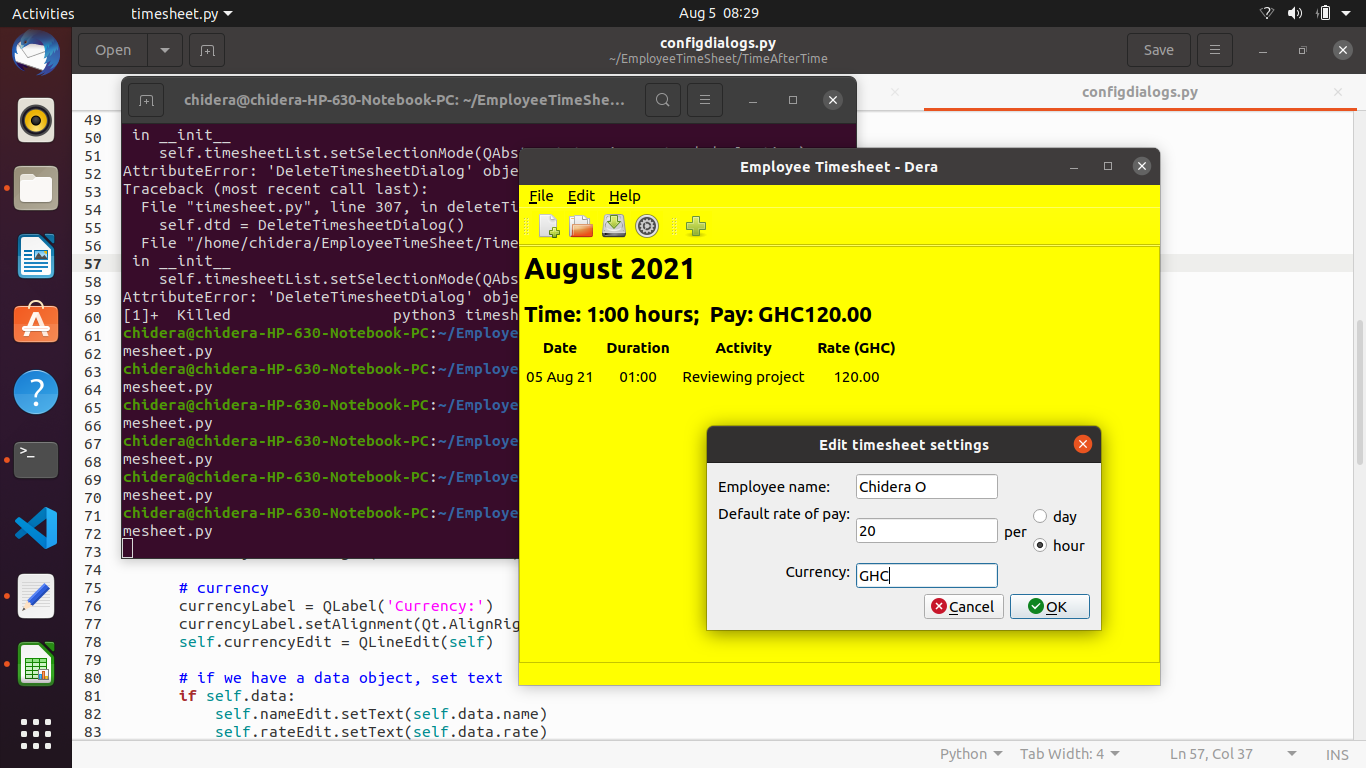 Activities
timesheet.py
Aug 5 08:29
Open
configdialogs.py
~/EmployeeTimeSheet/TimeAfterTime
Save
configdialogs.py
chidera@chidera-HP-630-Notebook-PC: ~/EmployeeTimeShe...
49
50
51
52
53
54
55
56
57
58
59
60
61
62
63
64
65
66
67
68
69
70
71
72
73
74
75
76
77
78
79
80
81
82
83
in __init__
self.timesheetList.setSelectionMode(QAbs
AttributeError: 'DeleteTimesheetDialog' obje
Traceback (most recent call last):
File "timesheet.py", line 307, in deleteTi
self.dtd = DeleteTimesheetDialog()
File "/home/chidera/EmployeeTimeSheet/Time
in __init__
self.timesheetList.setSelectionMode(QAbs
AttributeError: 'DeleteTimesheetDialog' obje
[1]+ Killed python3 timesh
chidera@chidera-HP-630-Notebook-PC:~/Employe
mesheet.py
chidera@chidera-HP-630-Notebook-PC:~/Employe
mesheet.py
chidera@chidera-HP-630-Notebook-PC:~/Employe
mesheet.py
chidera@chidera-HP-630-Notebook-PC:~/Employe
mesheet.py
chidera@chidera-HP-630-Notebook-PC:~/Employe
mesheet.py
chidera@chidera-HP-630-Notebook-PC:~/Employe
mesheet.py
# currency
currencyLabel = QLabel('Currency:')
currencyLabel.setAlignment(Qt.AlignRig
self.currencyEdit = QLineEdit(self)
# if we have a data object, set text
if self.data:
self.nameEdit.setText(self.data.name)
self.rateEdit.setText(self.data.rate)
Employee Timesheet - Dera
File Edit Help
August 2021
Time: 1:00 hours; Pay: GHC120.00
Date Duration Activity Rate (GHC)
05 Aug 21 01:00 Reviewing project 120.00
Edit timesheet settings
Employee name: Chidera O
Default rate of pay:
20 per
day
hour
Currency: GHC
Cancel OK
Python Tab Width: 4 Ln 57, Col 37 INS